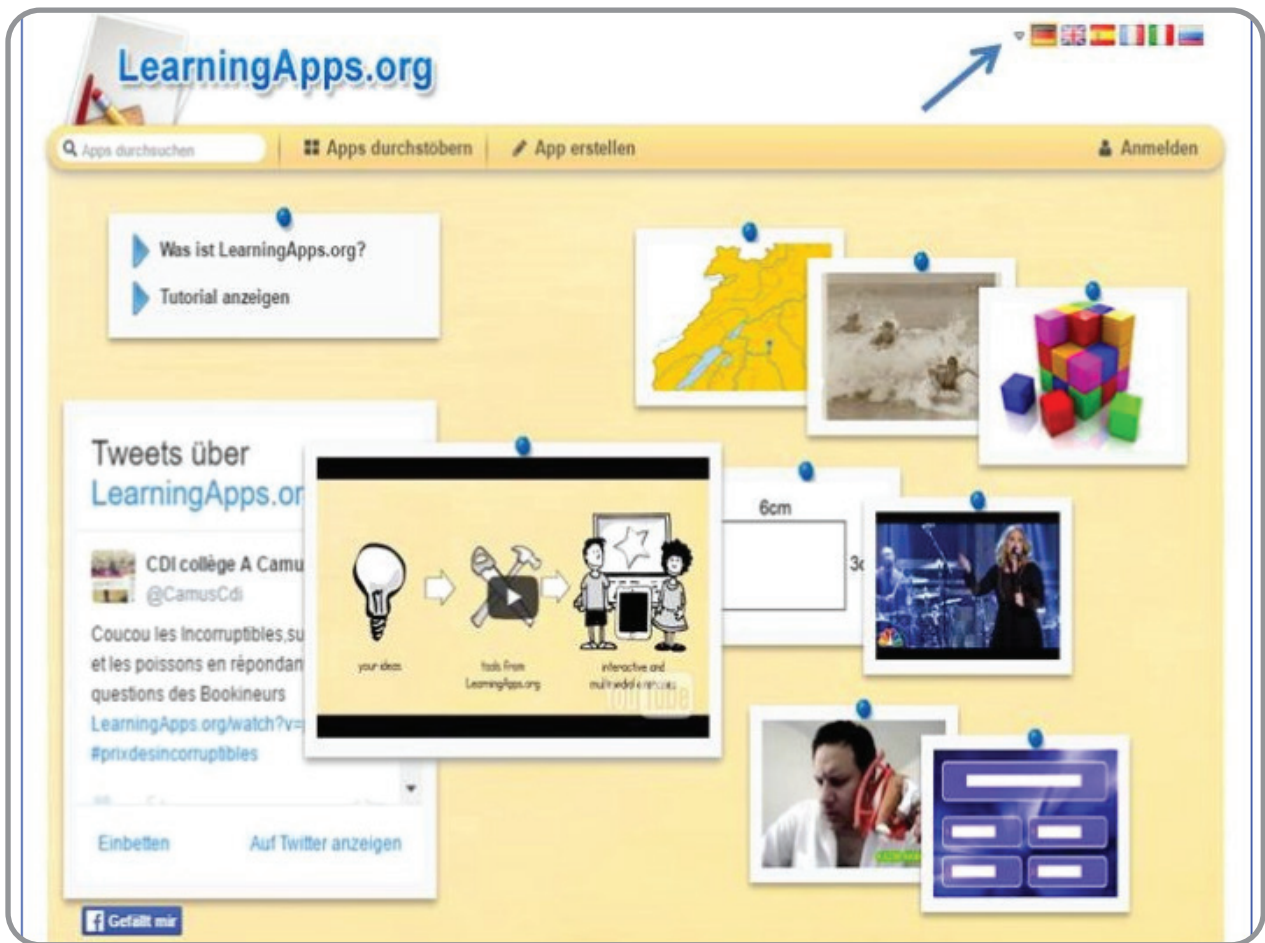 LearningApps.org
Apps durchsuchen
Apps durchstöbern
App erstellen
Anmelden
Was ist LearningApps.org?
Tutorial anzeigen
Tweets über
LearningApps.or
CDI collège A Camu
@CamusCdi
Coucou les Incorruptibles,su
et les poissons en répondan
questions des Bookineurs
LearningApps.org/watch?v=
#prixdesincorruptibles
Einbetten
Auf Twitter anzeigen
Gefällt mir
your ideas
tools from
LearningApps.org
interactive and
YouTube
6cm